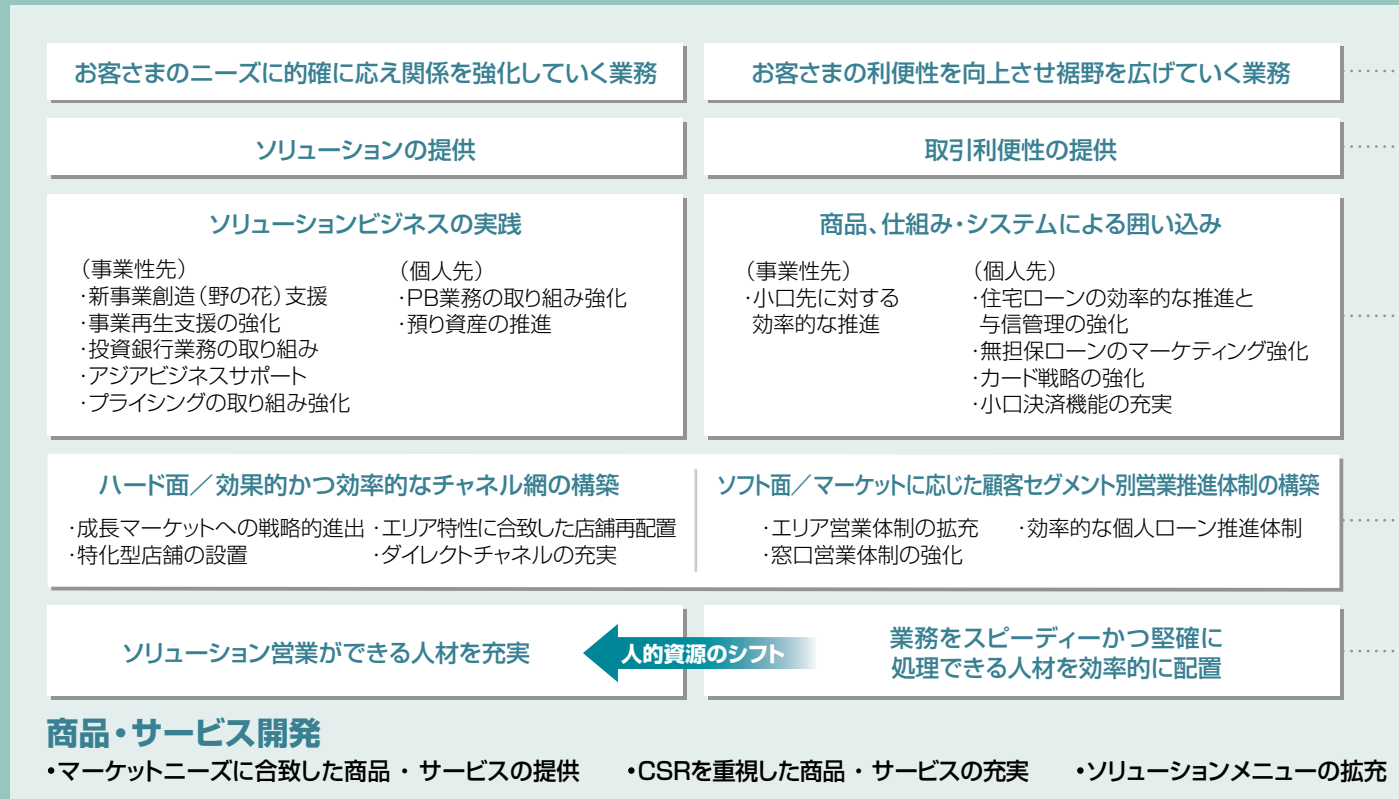 お客さまのニーズに的確に応え関係を強化していく業務
お客さまの利便性を向上させ裾野を広げていく業務
ソリューションの提供
取引利便性の提供
ソリューションビジネスの実践
（事業性先）
・新事業創造（野の花）支援
・事業再生支援の強化
・投資銀行業務の取り組み
・アジアビジネスサポート
・プライシングの取り組み強化
（個人先）
・PB業務の取り組み強化
・預り資産の推進
商品、仕組み・システムによる囲い込み
（事業性先）
・小口先に対する
効率的な推進
（個人先）
・住宅ローンの効率的な推進と
与信管理の強化
・無担保ローンのマーケティング強化
・カード戦略の強化
・小口決済機能の充実
ハード面／効果的かつ効率的なチャネル網の構築
・成長マーケットへの戦略的進出 ・エリア特性に合致した店舗再配置
・特化型店舗の設置 ・ダイレクトチャネルの充実
ソフト面／マーケットに応じた顧客セグメント別営業推進体制の構築
・エリア営業体制の拡充 ・効率的な個人ローン推進体制
・窓口営業体制の強化
ソリューション営業ができる人材を充実
人的資源のシフト
業務をスピーディーかつ堅確に
処理できる人材を効率的に配置
商品・サービス開発
•マーケットニーズに合致した商品・サービスの提供 •CSRを重視した商品・サービスの充実 •ソリューションメニューの拡充